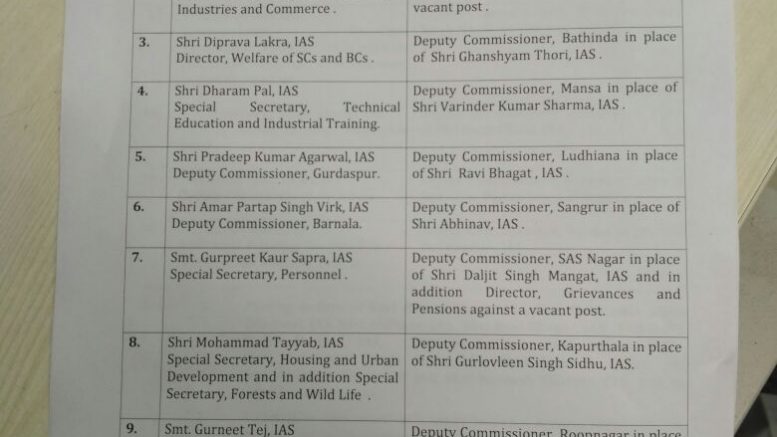 Industries and Commerce .
vacant post .
3.
Shri Diprava Lakra, IAS
Director, Welfare of SCs and BCs .
Deputy Commissioner, Bathinda in place
of Shri Ghanshyam Thori, IAS .
4.
Shri Dharam Pal, IAS
Special Secretary, Technical
Education and Industrial Training.
Deputy Commissioner, Mansa in place of
Shri Varinder Kumar Sharma, IAS .
5.
Shri Pradeep Kumar Agarwal, IAS
Deputy Commissioner, Gurdaspur.
Deputy Commissioner, Ludhiana in place
of Shri Ravi Bhagat , IAS .
6.
Shri Amar Partap Singh Virk, IAS
Deputy Commissioner, Barnala.
Deputy Commissioner, Sangrur in place of
Shri Abhinav, IAS .
7.
Smt. Gurpreet Kaur Sapra, IAS
Special Secretary, Personnel .
Deputy Commissioner, SAS Nagar in place
of Shri Daljit Singh Mangat, IAS and in
addition Director, Grievances and
Pensions against a vacant post.
8.
Shri Mohammad Tayyab, IAS
Special Secretary, Housing and Urban
Development and in addition Special
Secretary, Forests and Wild Life .
Deputy Commissioner, Kapurthala in place
of Shri Gurlovleen Singh Sidhu, IAS.
9.
Smt. Gurneet Tej, IAS
Deputy Commissioner, Roopnagar in place